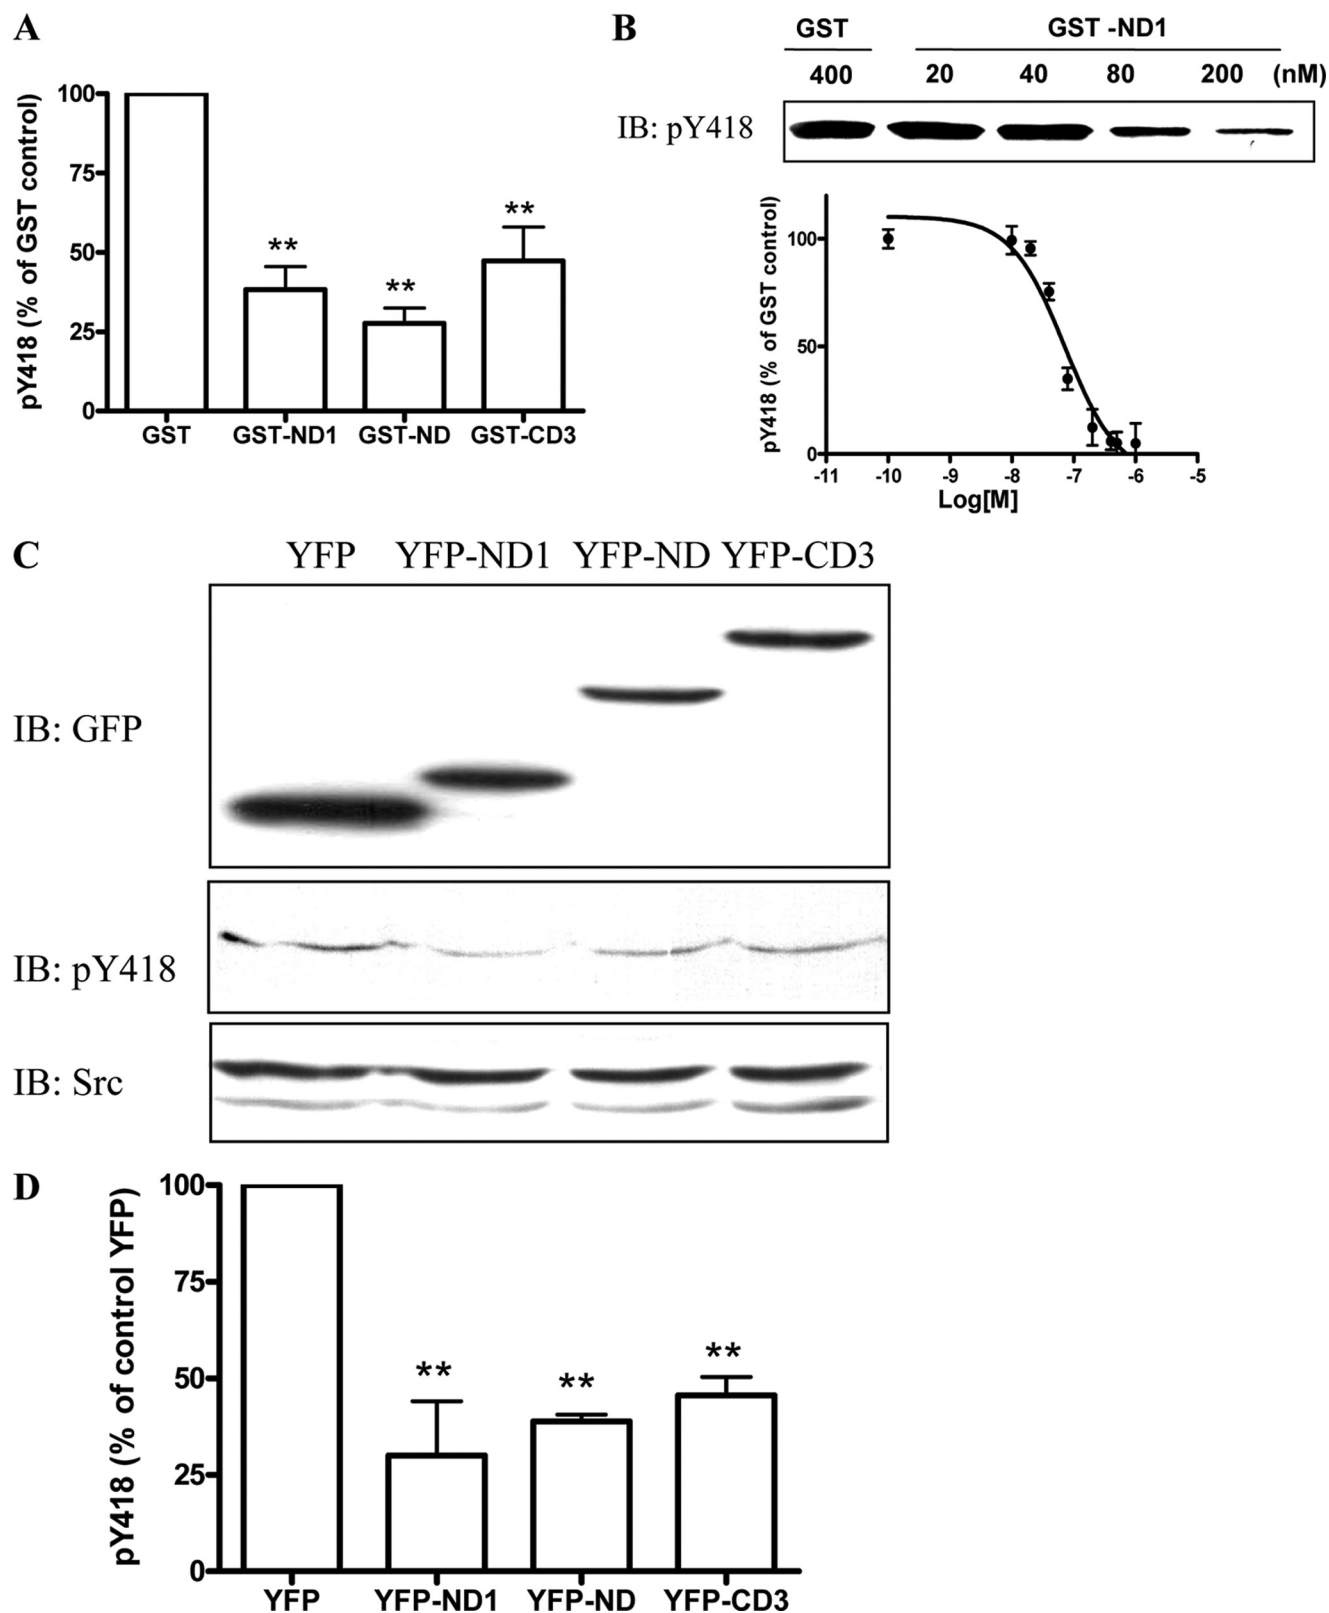 A
pY418 (% of GST control)
100
75
50
25
0
**
**
**
GST GST-ND1 GST-ND GST-CD3
B
GST GST -ND1
400 20 40 80 200 (nM)
IB: pY418
pY418 (% of GST control)
100
50
0
-11 -10 -9 -8 -7 -6 -5
Log[M]
C
YFP YFP-ND1 YFP-ND YFP-CD3
IB: GFP
IB: pY418
IB: Src
D
pY418 (% of control YFP)
100
75
50
25
0
**
**
**
YFP YFP-ND1 YFP-ND YFP-CD3